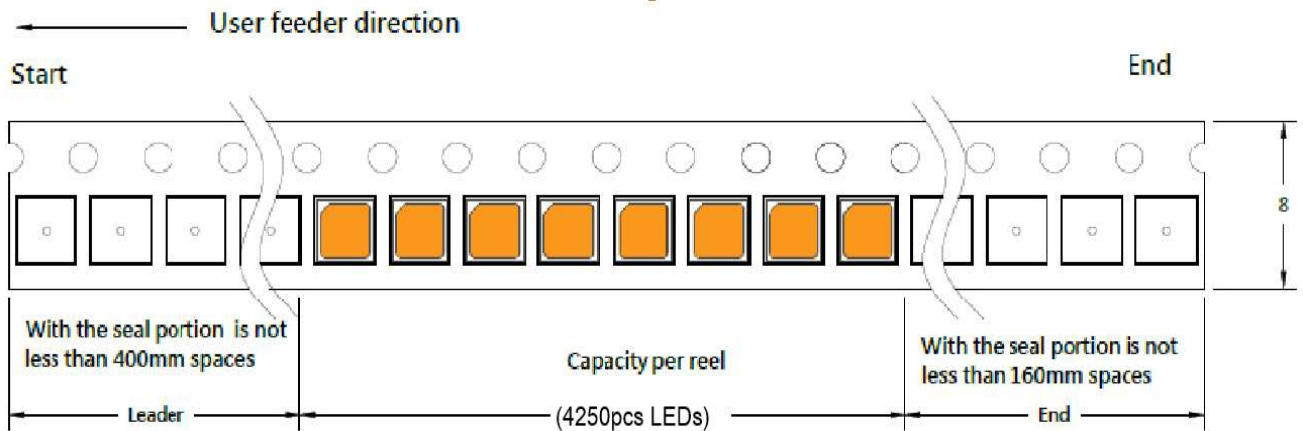 User feeder direction
Start
End
8
With the seal portion is not
less than 400mm spaces
Capacity per reel
With the seal portion is not
less than 160mm spaces
Leader
(4250pcs LEDs)
End